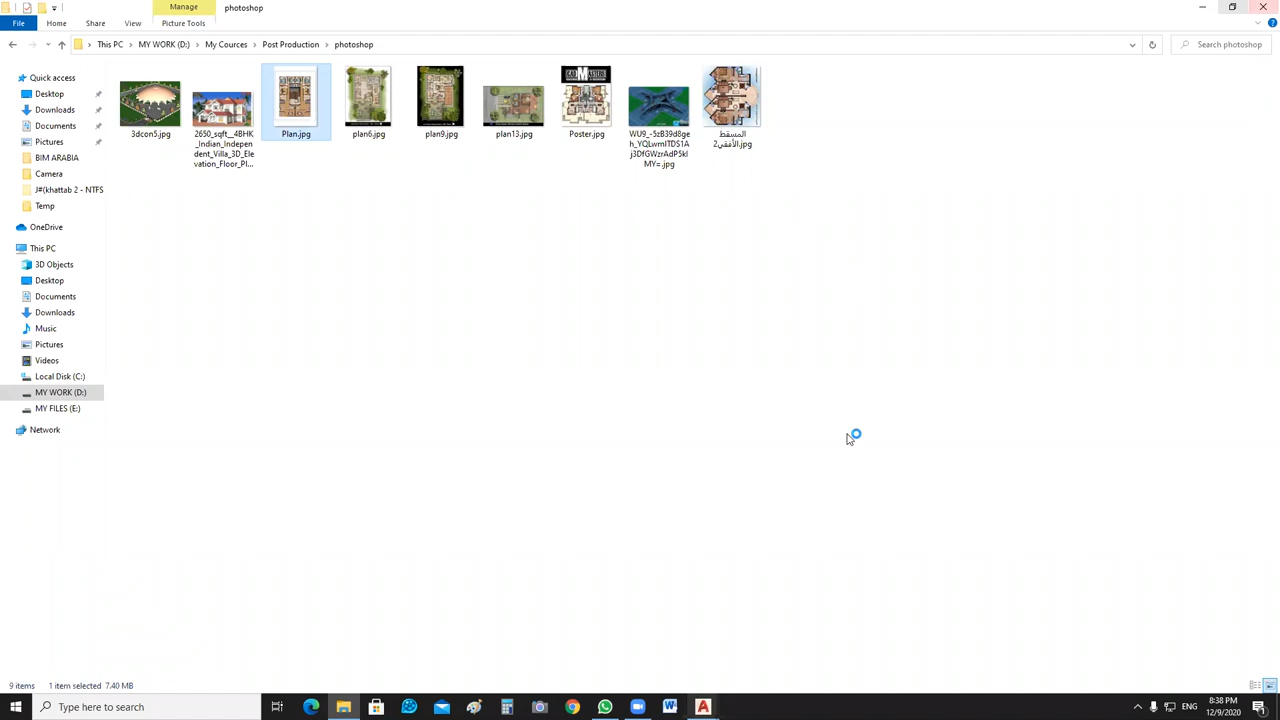 Manage
photoshop
File
Home
Share
View
Picture Tools
This PC
MY WORK (D:)
My Cources
Post Production
photoshop
Search photoshop
Quick access
Desktop
Downloads
Documents
Pictures
BIM ARABIA
Camera
J#(khattab 2 - NTFS
Temp
OneDrive
This PC
3D Objects
Desktop
Documents
Downloads
Music
Pictures
Videos
Local Disk (C:)
MY WORK (D:)
MY FILES (E:)
Network
3dcon5.jpg
2650_sqft__4BHK
_Indian_Indepen
dent_Villa_3D_Ele
vation_Floor_Pl...
Plan.jpg
plan6.jpg
plan9.jpg
plan13.jpg
Poster.jpg
المسقط
الأفقي2.jpg
9 items
1 item selected 7.40 MB
Type here to search
ENG
8:38 PM
12/9/2020